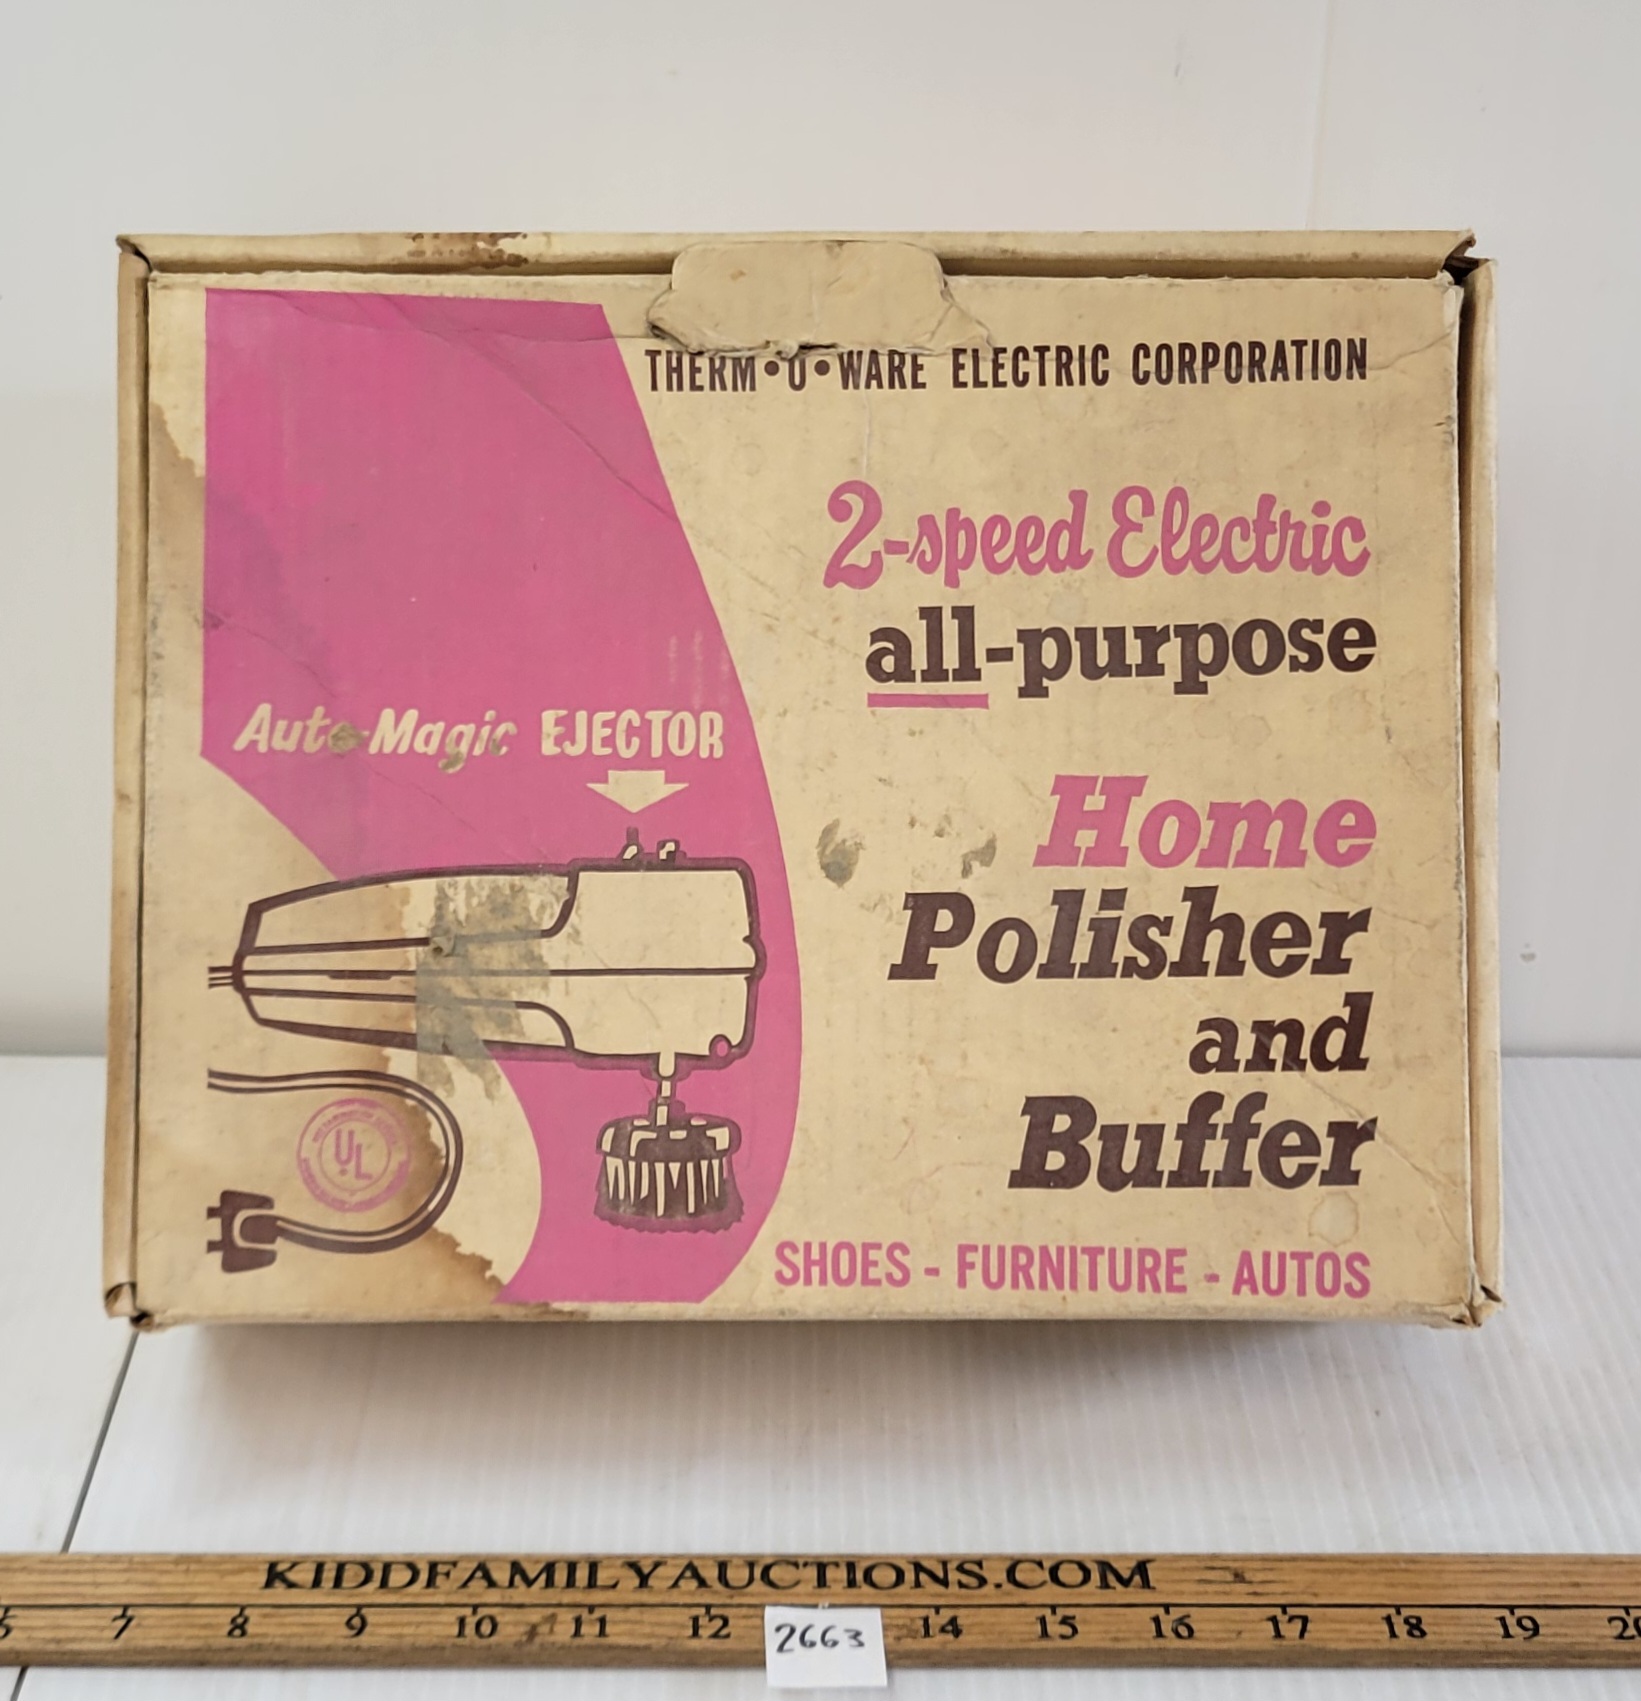 THERM•O•WARE ELECTRIC CORPORATION
2-speed Electric
all-purpose
Auto-Magic EJECTOR
Home
Polisher
and
Buffer
UL
SHOES - FURNITURE - AUTOS
KIDDFAMILYAUCTIONS.COM
7 8 9 10 11 12 14 15 16 17 18 19
2663